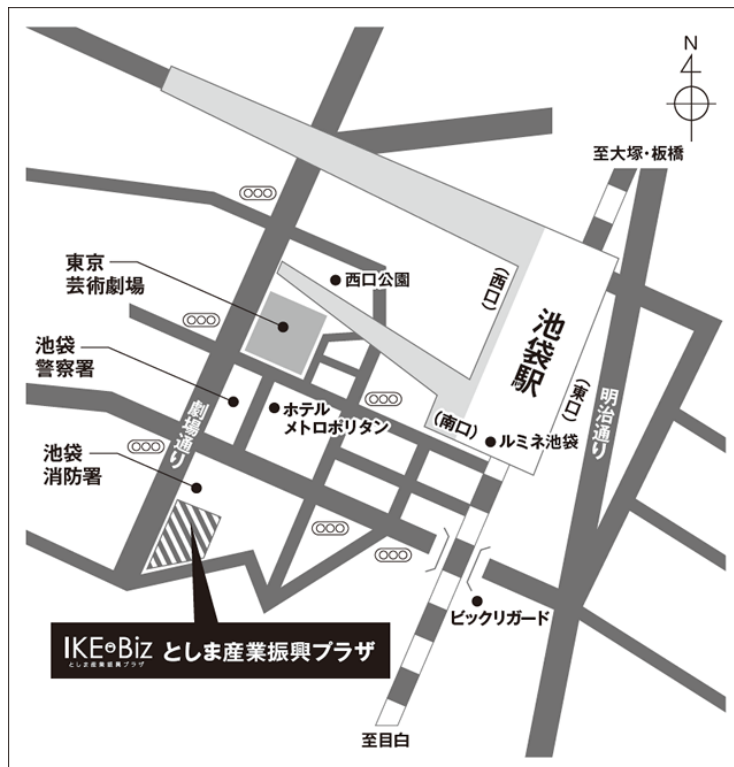 N
至大塚・板橋
東京
芸術劇場
西口公園
(西口)
池袋駅
(東口)
明治通り
池袋
警察署
ホテル
メトロポリタン
(南口)
ルミネ池袋
劇場通り
池袋
消防署
ビックリガード
IKE・Biz としま産業振興プラザ
としま産業振興プラザ
至目白